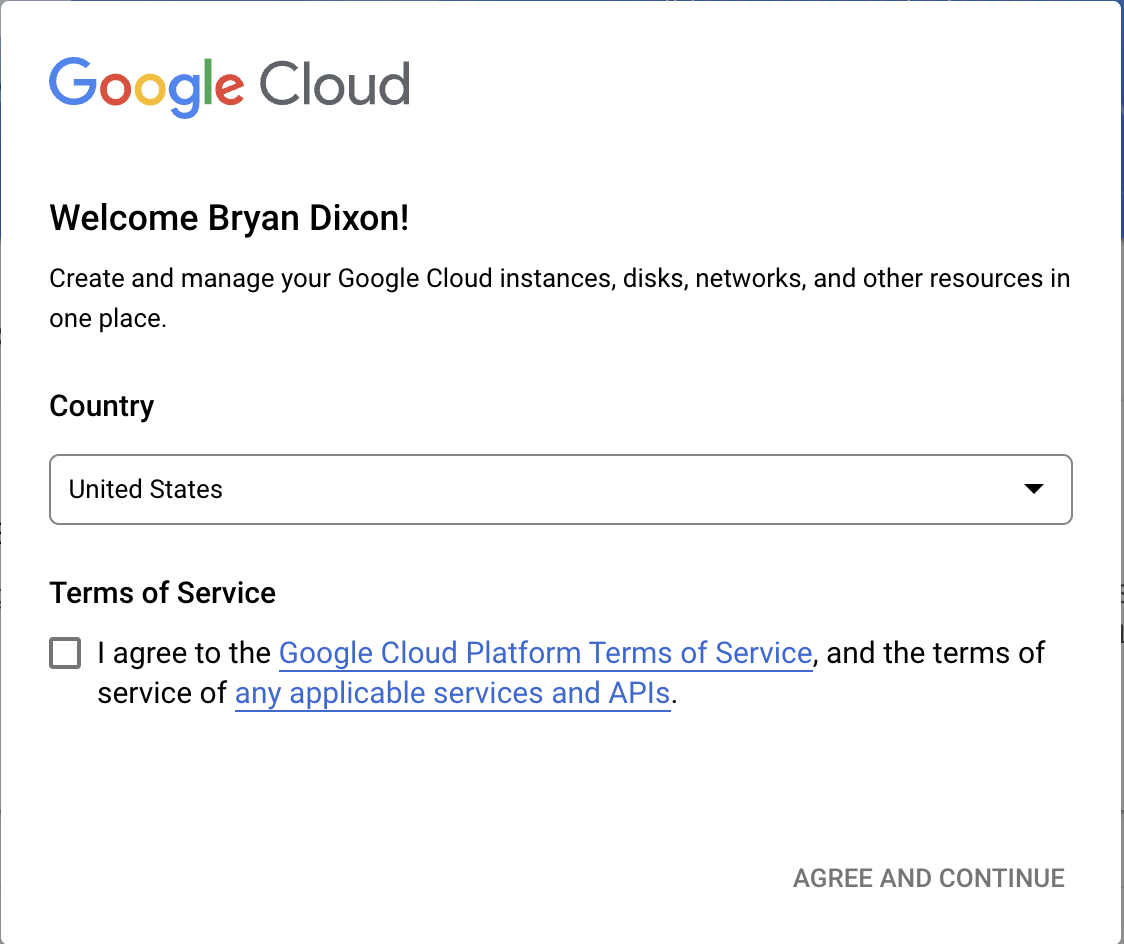 Google Cloud
Welcome Bryan Dixon!
Create and manage your Google Cloud instances, disks, networks, and other resources in
one place.
Country
United States
Terms of Service
I agree to the Google Cloud Platform Terms of Service, and the terms of
service of any applicable services and APIs.
AGREE AND CONTINUE